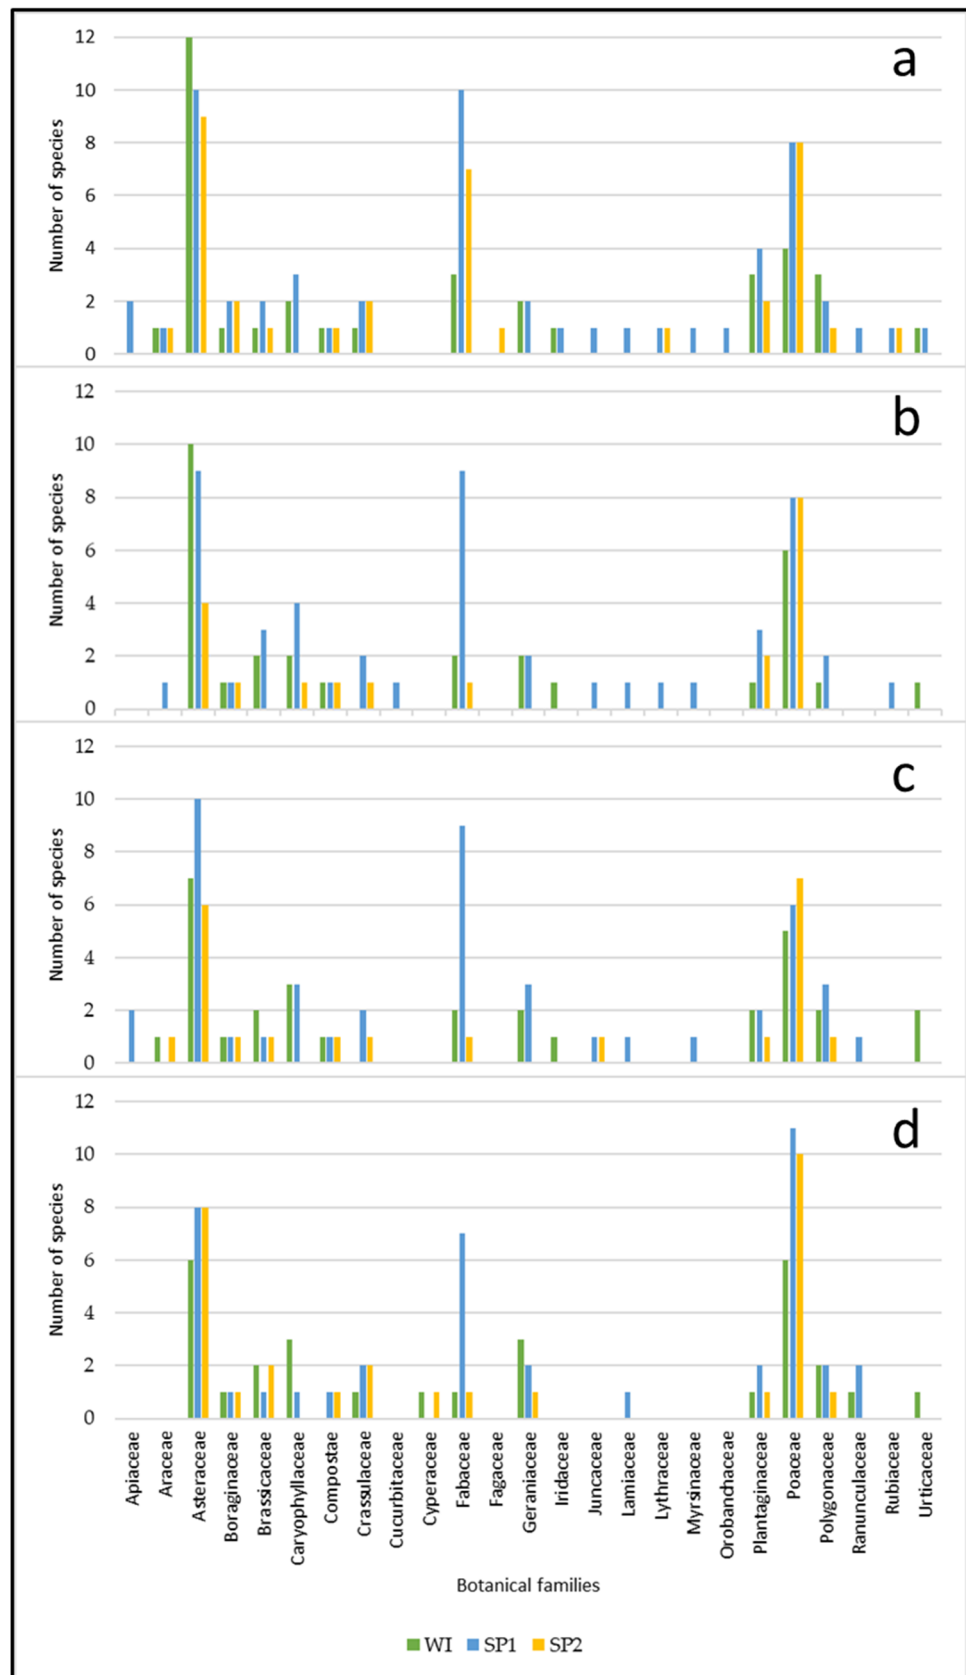 a
Number of species
12
10
8
6
4
2
0
b
Number of species
12
10
8
6
4
2
0
c
Number of species
12
10
8
6
4
2
0
d
Number of species
12
10
8
6
4
2
0
Apiaceae
Araceae
Asteraceae
Boraginaceae
Brassicaceae
Caryophyllaceae
Compostae
Crassulaceae
Cucurbitaceae
Cyperaceae
Fabaceae
Fagaceae
Geraniaceae
Iridaceae
Juncaceae
Lamiaceae
Lythraceae
Myrsinaceae
Orobanchaceae
Plantaginaceae
Poaceae
Polygonaceae
Ranunculaceae
Rubiaceae
Urticaceae
Botanical families
WI SP1 SP2